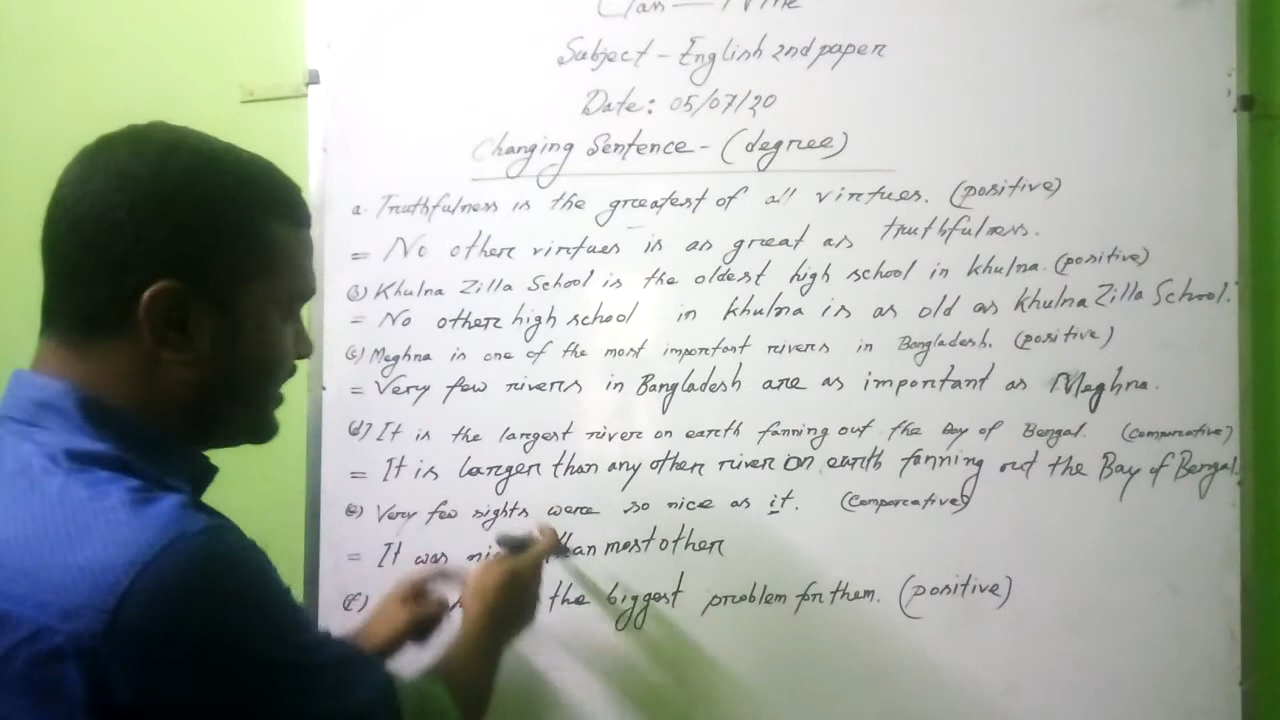 Class — Nine
Subject - English 2nd paper
Date: 05/07/20
Changing Sentence - (degree)
a. Truthfulness is the greatest of all virtues. (positive)
= No other virtues is as great as truthfulness.
(b) Khulna Zilla School is the oldest high school in Khulna. (positive)
= No other high school in Khulna is as old as Khulna Zilla School.
(c) Meghna is one of the most important rivers in Bangladesh. (positive)
= Very few rivers in Bangladesh are as important as Meghna.
(d) It is the largest river on earth fanning out the Bay of Bengal. (comparative)
= It is larger than any other river on earth fanning out the Bay of Bengal.
(e) Very few sights were so nice as it. (Comparative)
= It was than most other
(f) the biggest problem for them. (positive)